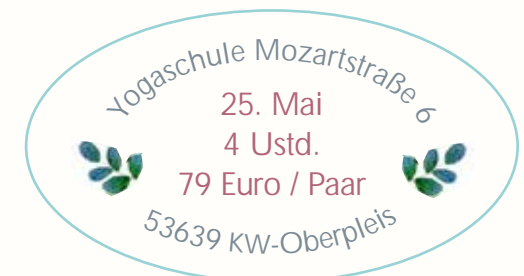 Yogaschule Mozartstraße 6
25. Mai
4 Ustd.
79 Euro / Paar
53639 KW-Oberpleis